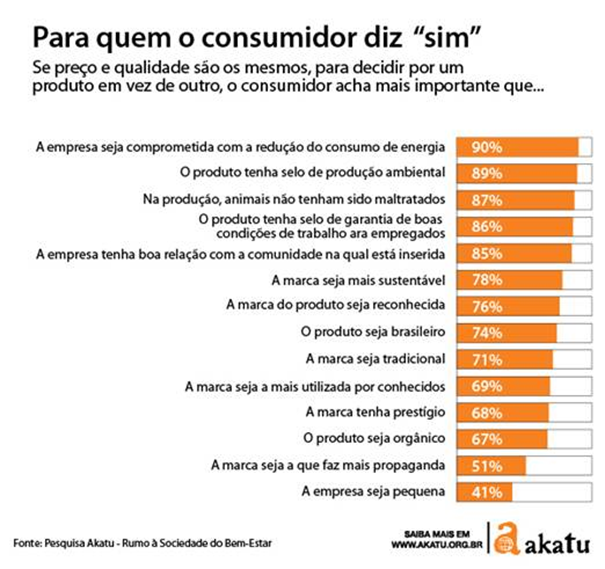 Para quem o consumidor diz “sim”
Se preço e qualidade são os mesmos, para decidir por um
produto em vez de outro, o consumidor acha mais importante que...
A empresa seja comprometida com a redução do consumo de energia 90%
O produto tenha selo de produção ambiental 89%
Na produção, animais não tenham sido maltratados 87%
O produto tenha selo de garantia de boas
condições de trabalho ara empregados 86%
A empresa tenha boa relação com a comunidade na qual está inserida 85%
A marca seja mais sustentável 78%
A marca do produto seja reconhecida 76%
O produto seja brasileiro 74%
A marca seja tradicional 71%
A marca seja a mais utilizada por conhecidos 69%
A marca tenha prestígio 68%
O produto seja orgânico 67%
A marca seja a que faz mais propaganda 51%
A empresa seja pequena 41%
Fonte: Pesquisa Akatu - Rumo à Sociedade do Bem-Estar
SAIBA MAIS EM
WWW.AKATU.ORG.BR
akatu